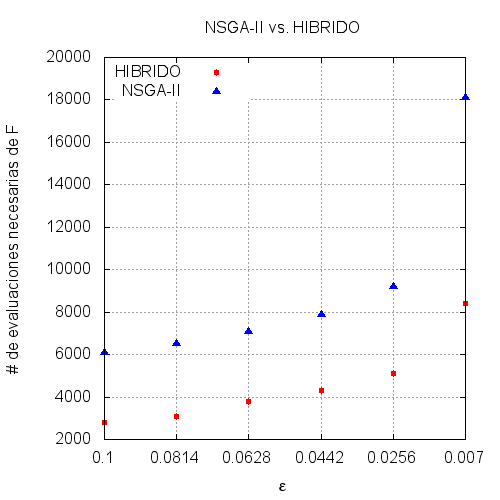 NSGA-II vs. HIBRIDO
# de evaluaciones necesarias de F
20000
18000
16000
14000
12000
10000
8000
6000
4000
2000
HIBRIDO
NSGA-II
0.1 0.0814 0.0628 0.0442 0.0256 0.007
ε